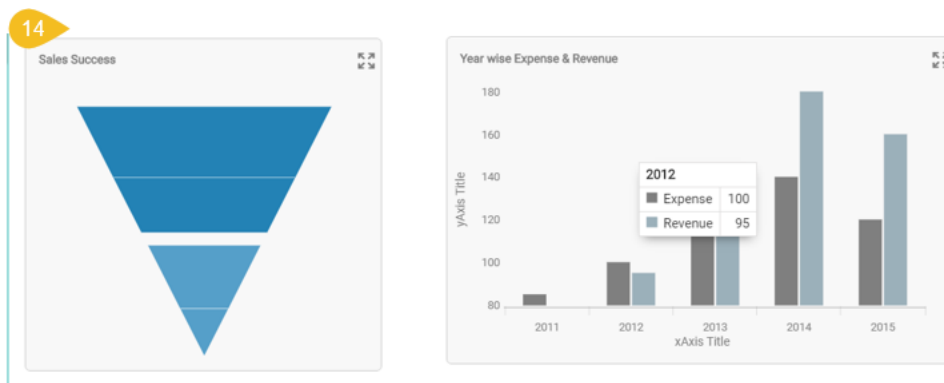 14
Sales Success
Year wise Expense & Revenue
180
160
140
120
100
80
yAxis Title
2012
Expense 100
Revenue 95
2011 2012 2013 2014 2015
xAxis Title